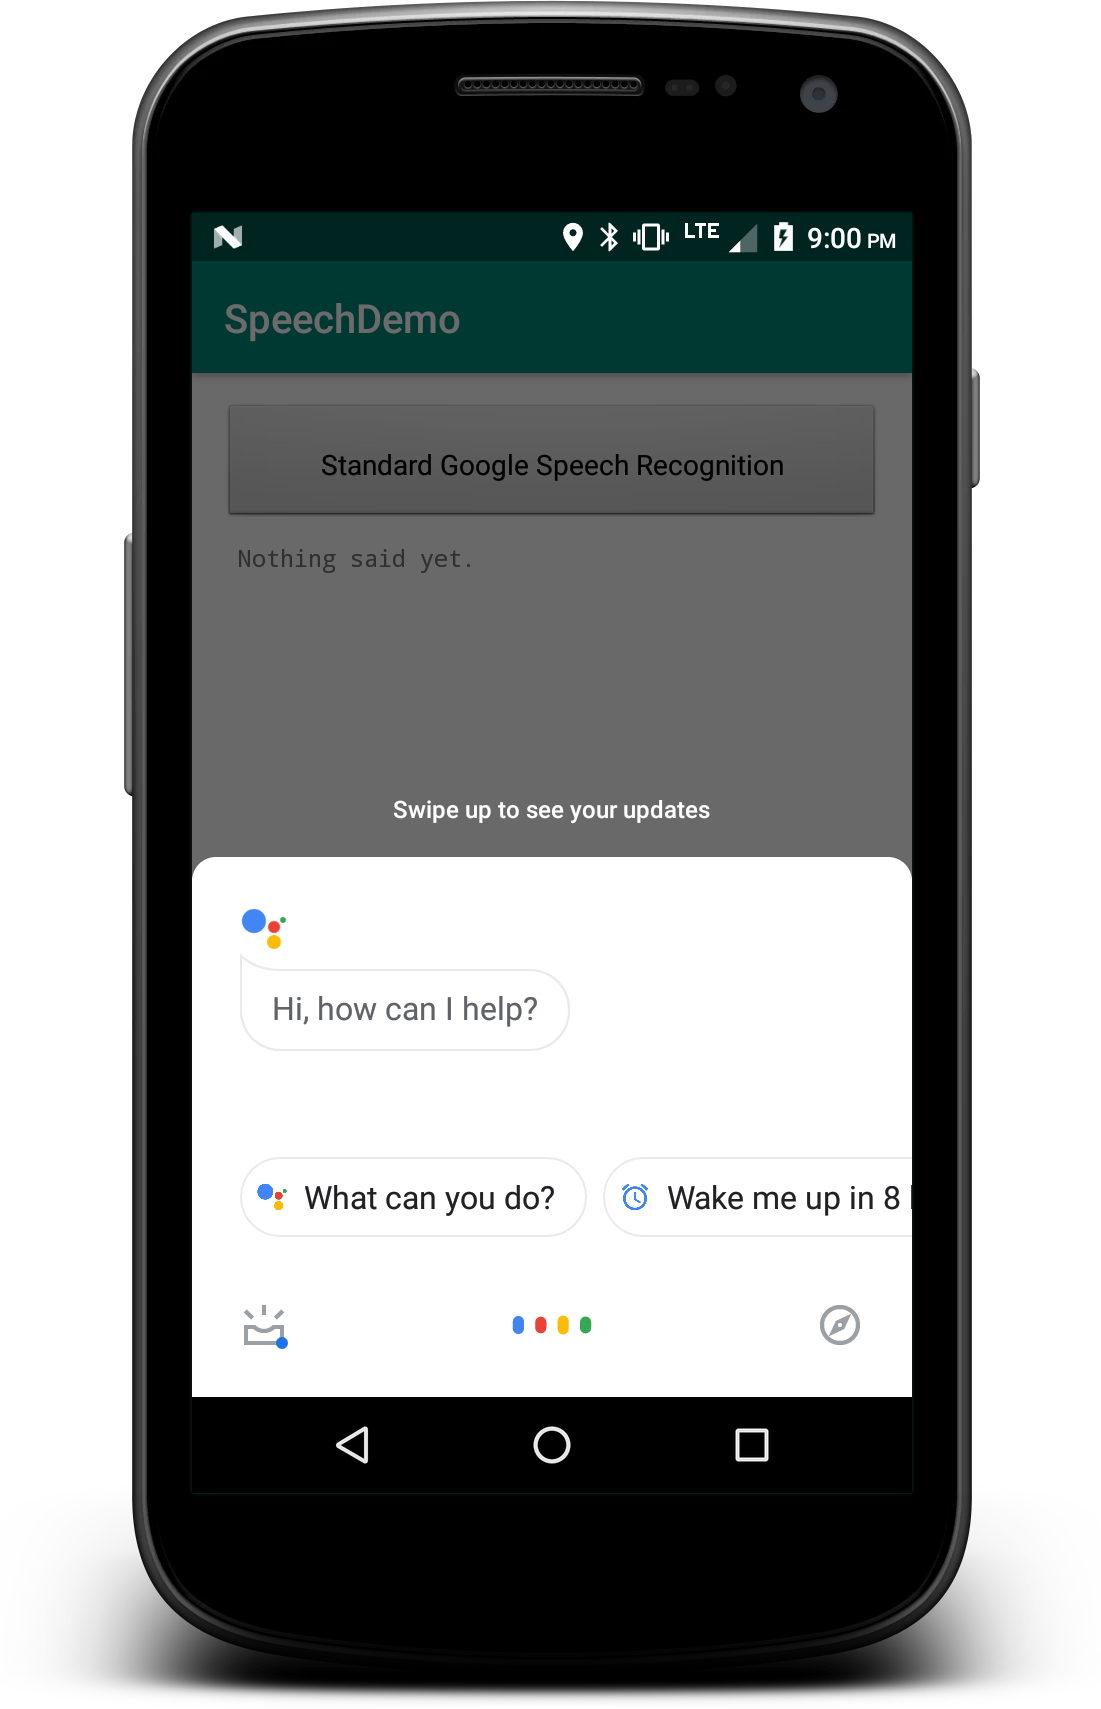 LTE 9:00 PM
SpeechDemo
Standard Google Speech Recognition
Nothing said yet.
Swipe up to see your updates
Hi, how can I help?
What can you do? Wake me up in 8